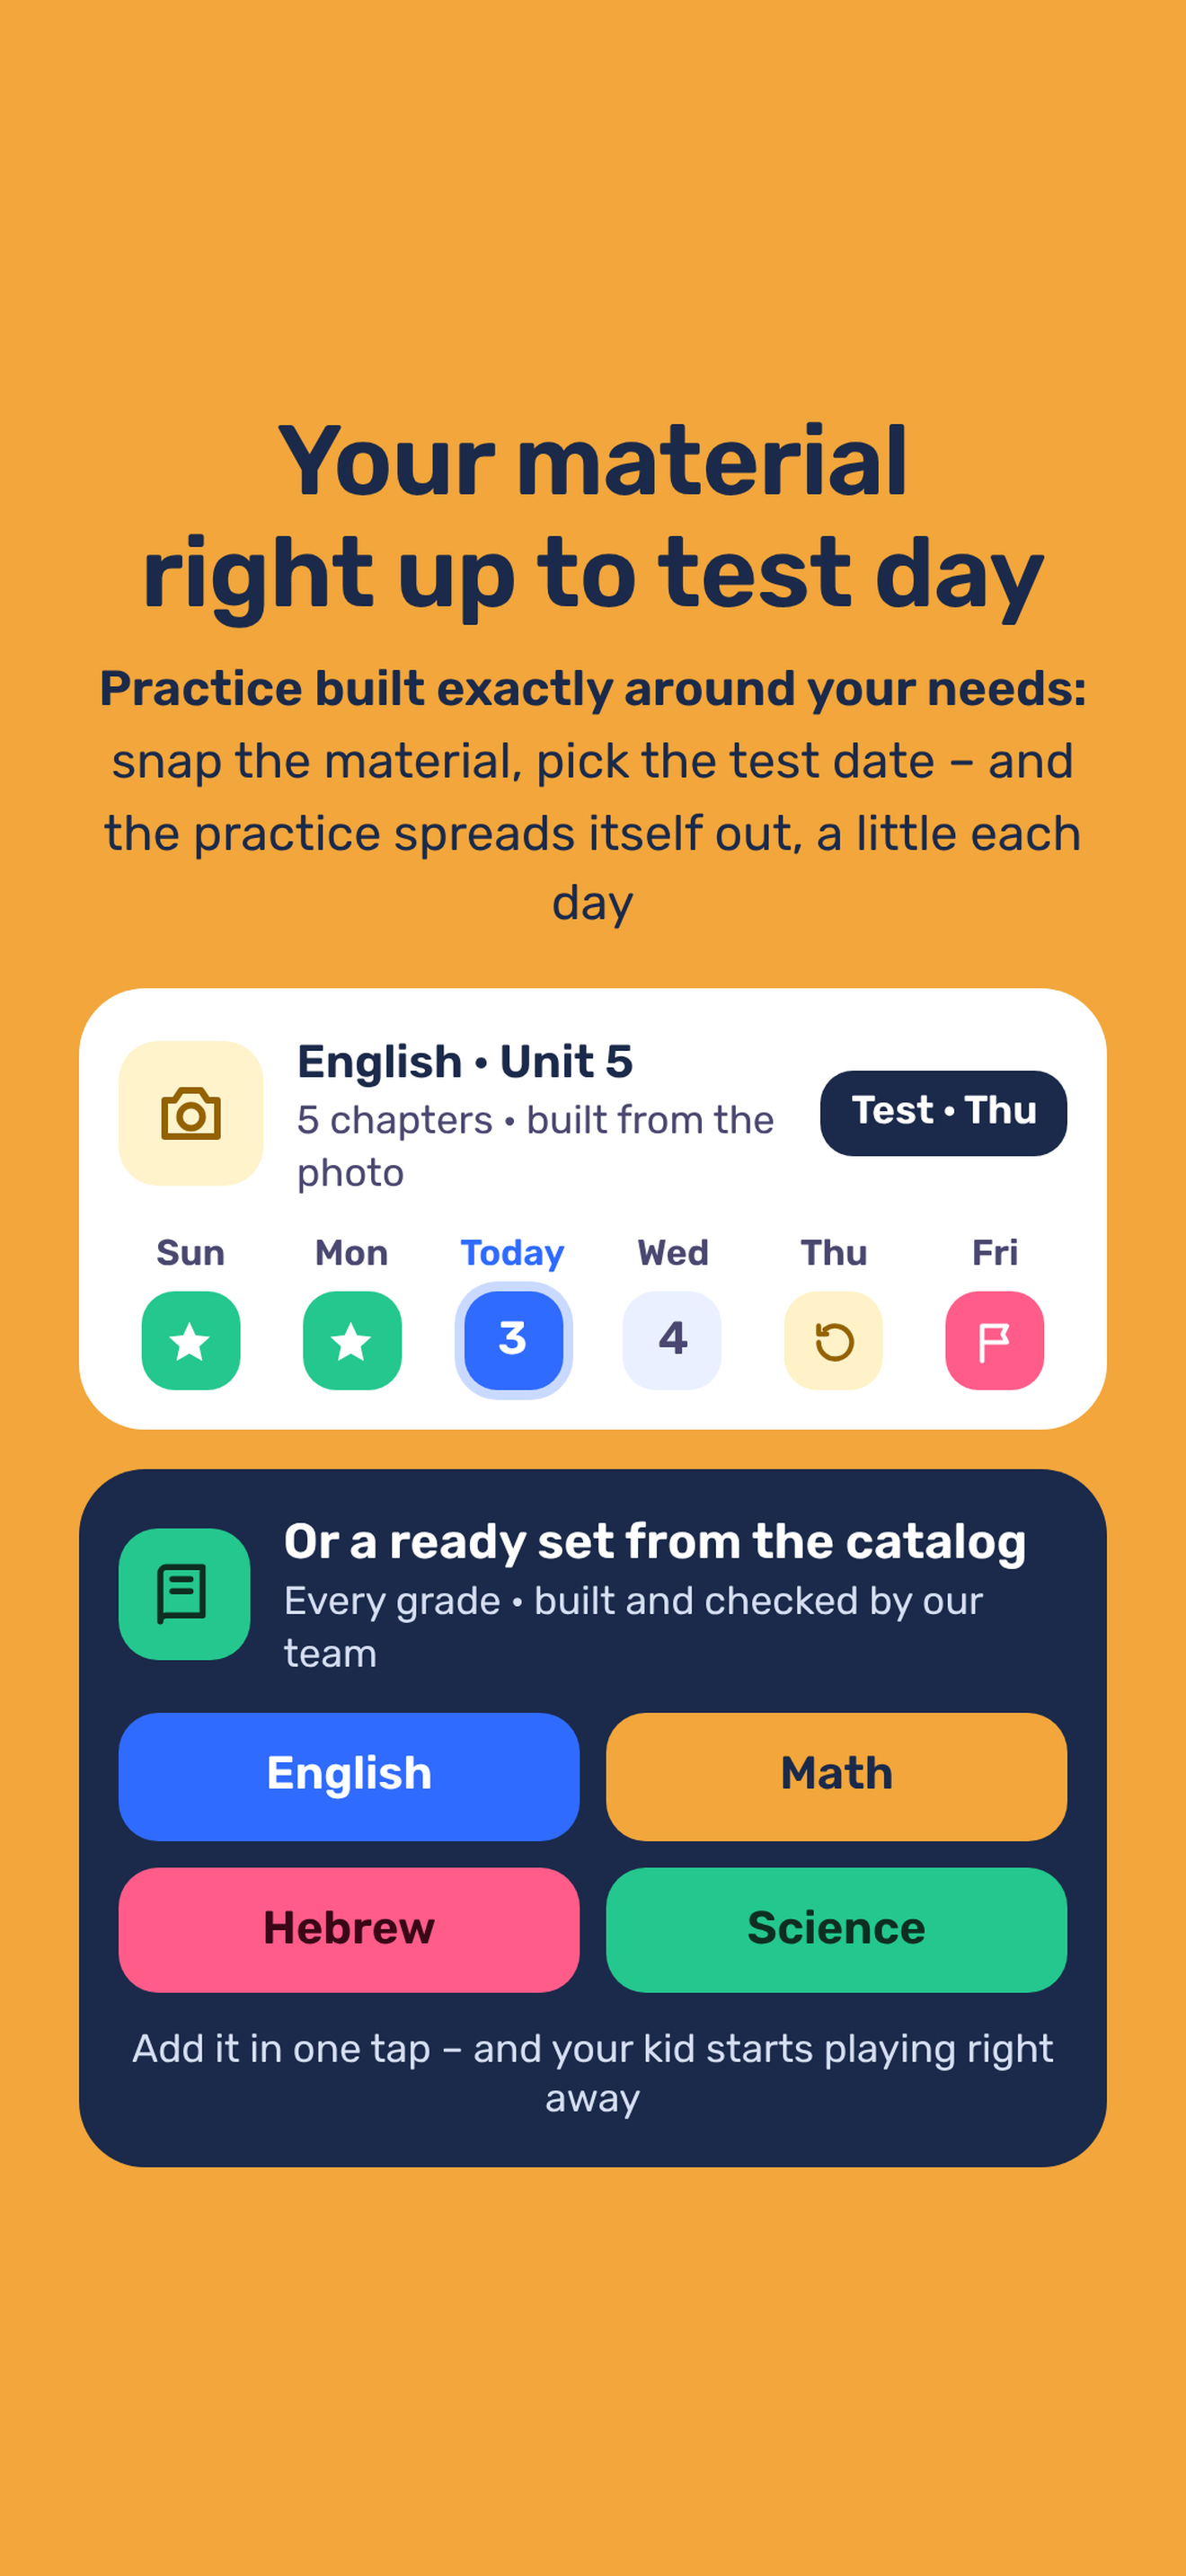 Your material
right up to test day
Practice built exactly around your needs:
snap the material, pick the test date – and
the practice spreads itself out, a little each
day
English • Unit 5
5 chapters • built from the
photo
Test • Thu
Sun Mon Today Wed Thu Fri
3 4
Or a ready set from the catalog
Every grade • built and checked by our
team
English Math
Hebrew Science
Add it in one tap – and your kid starts playing right
away